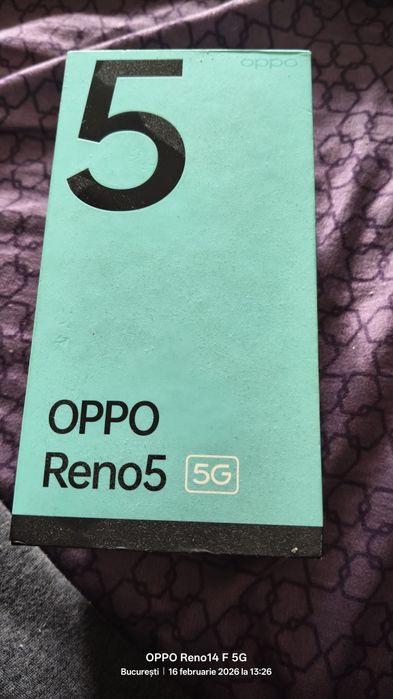 5
oppo
OPPO
Reno5 5G
OPPO Reno14 F 5G
București | 16 februarie 2026 la 13:26